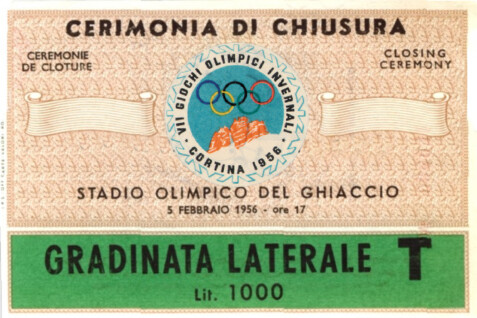 CERIMONIA DI CHIUSURA
CEREMONIE
DE CLOTURE
CLOSING
CEREMONY
VII GIOCHI OLIMPICI INVERNALI
CORTINA 1956
STADIO OLIMPICO DEL GHIACCIO
5 FEBBRAIO 1956 - ore 17
GRADINATA LATERALE T
Lit. 1000